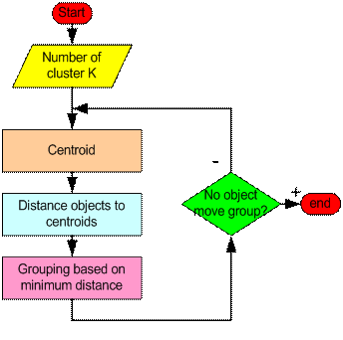 Start
Number of
cluster K
-
Centroid
No object
move group?
+
end
Distance objects to
centroids
Grouping based on
minimum distance